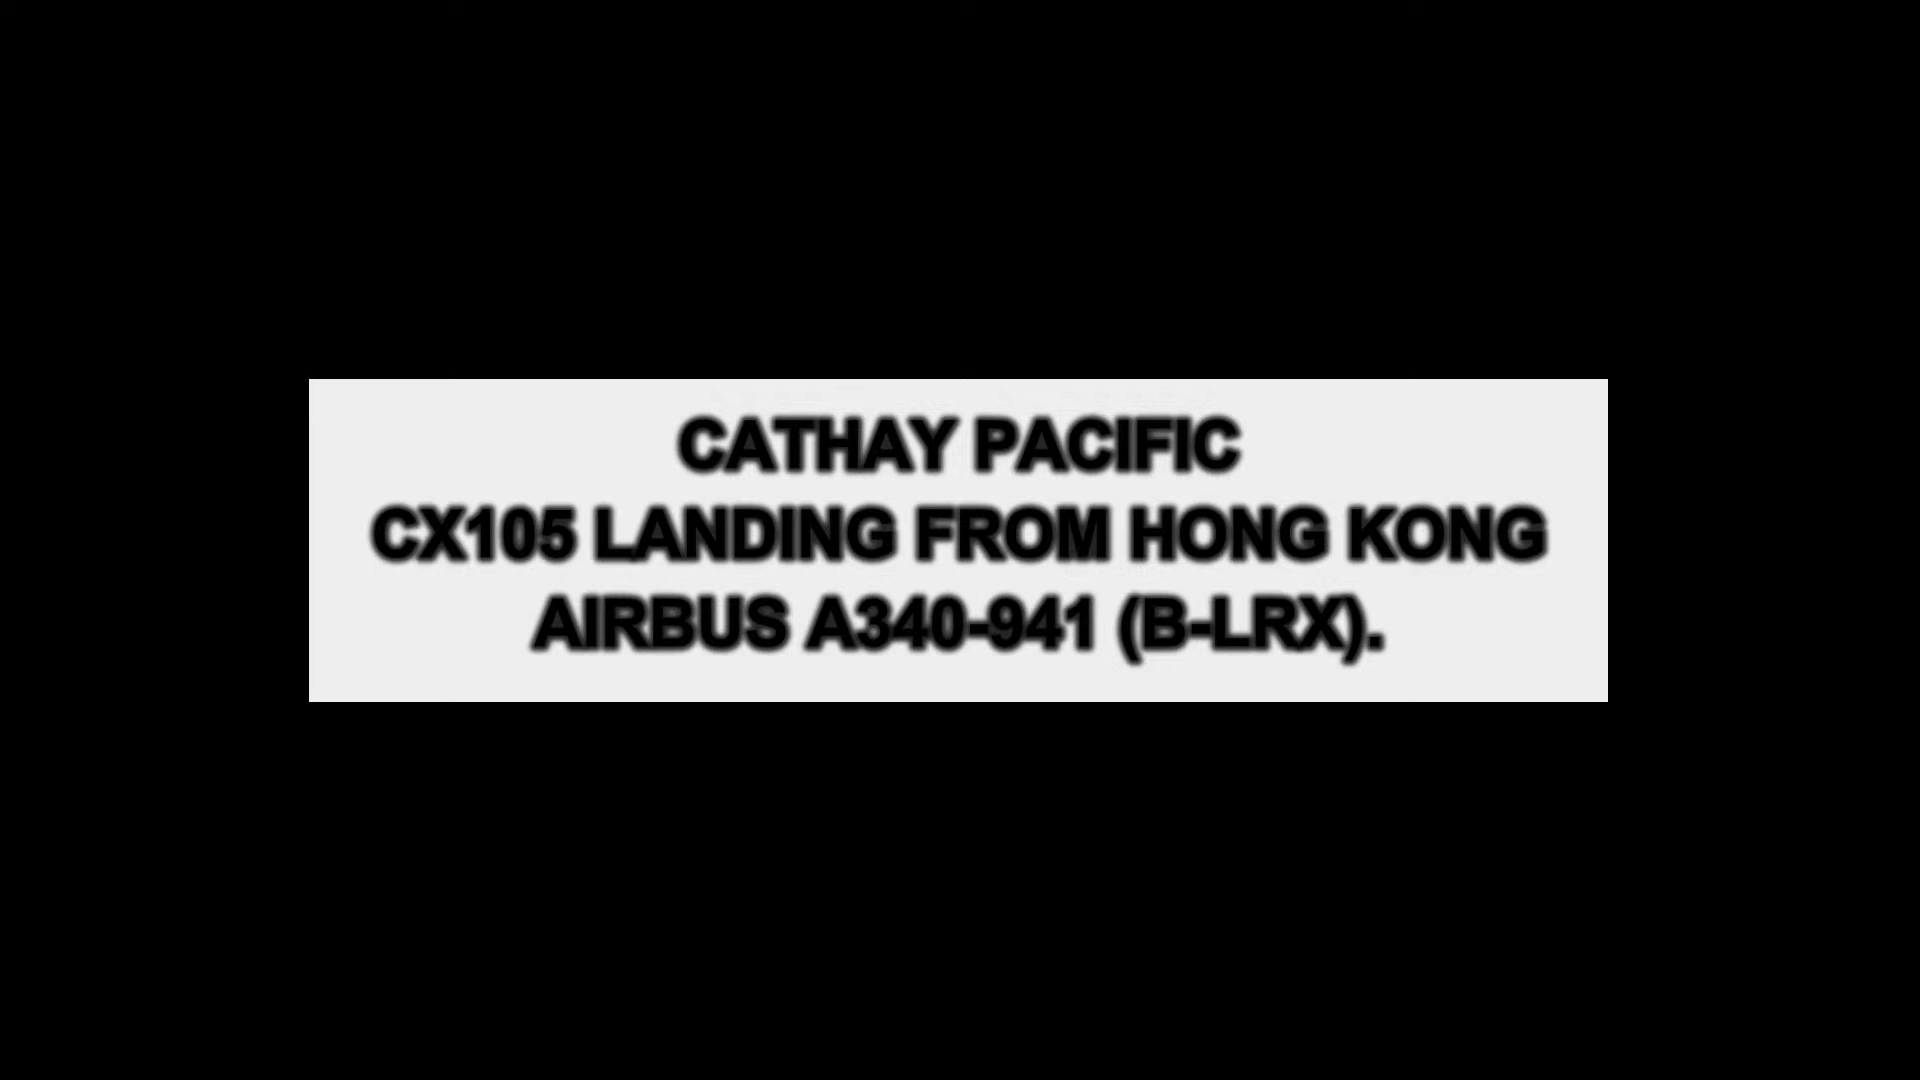 CATHAY PACIFIC
CX105 LANDING FROM HONG KONG
AIRBUS A340-941 (B-LRX).